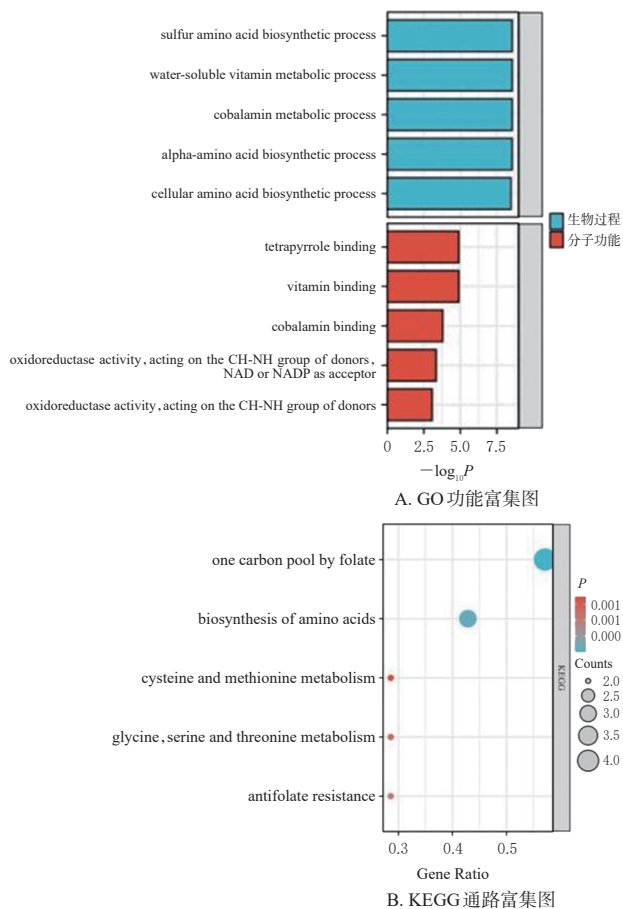 sulfur amino acid biosynthetic process
water-soluble vitamin metabolic process
cobalamin metabolic process
alpha-amino acid biosynthetic process
cellular amino acid biosynthetic process
生物过程
分子功能
tetrapyrrole binding
vitamin binding
cobalamin binding
oxidoreductase activity,acting on the CH-NH group of donors,
NAD or NADP as acceptor
oxidoreductase activity,acting on the CH-NH group of donors
0 2.5 5.0 7.5
−log₁₀P
A. GO 功能富集图
one carbon pool by folate
biosynthesis of amino acids
cysteine and methionine metabolism
glycine,serine and threonine metabolism
antifolate resistance
KEGG
P
0.001
0.001
0.000
Counts
2.0
2.5
3.0
3.5
4.0
0.3 0.4 0.5
Gene Ratio
B. KEGG 通路富集图